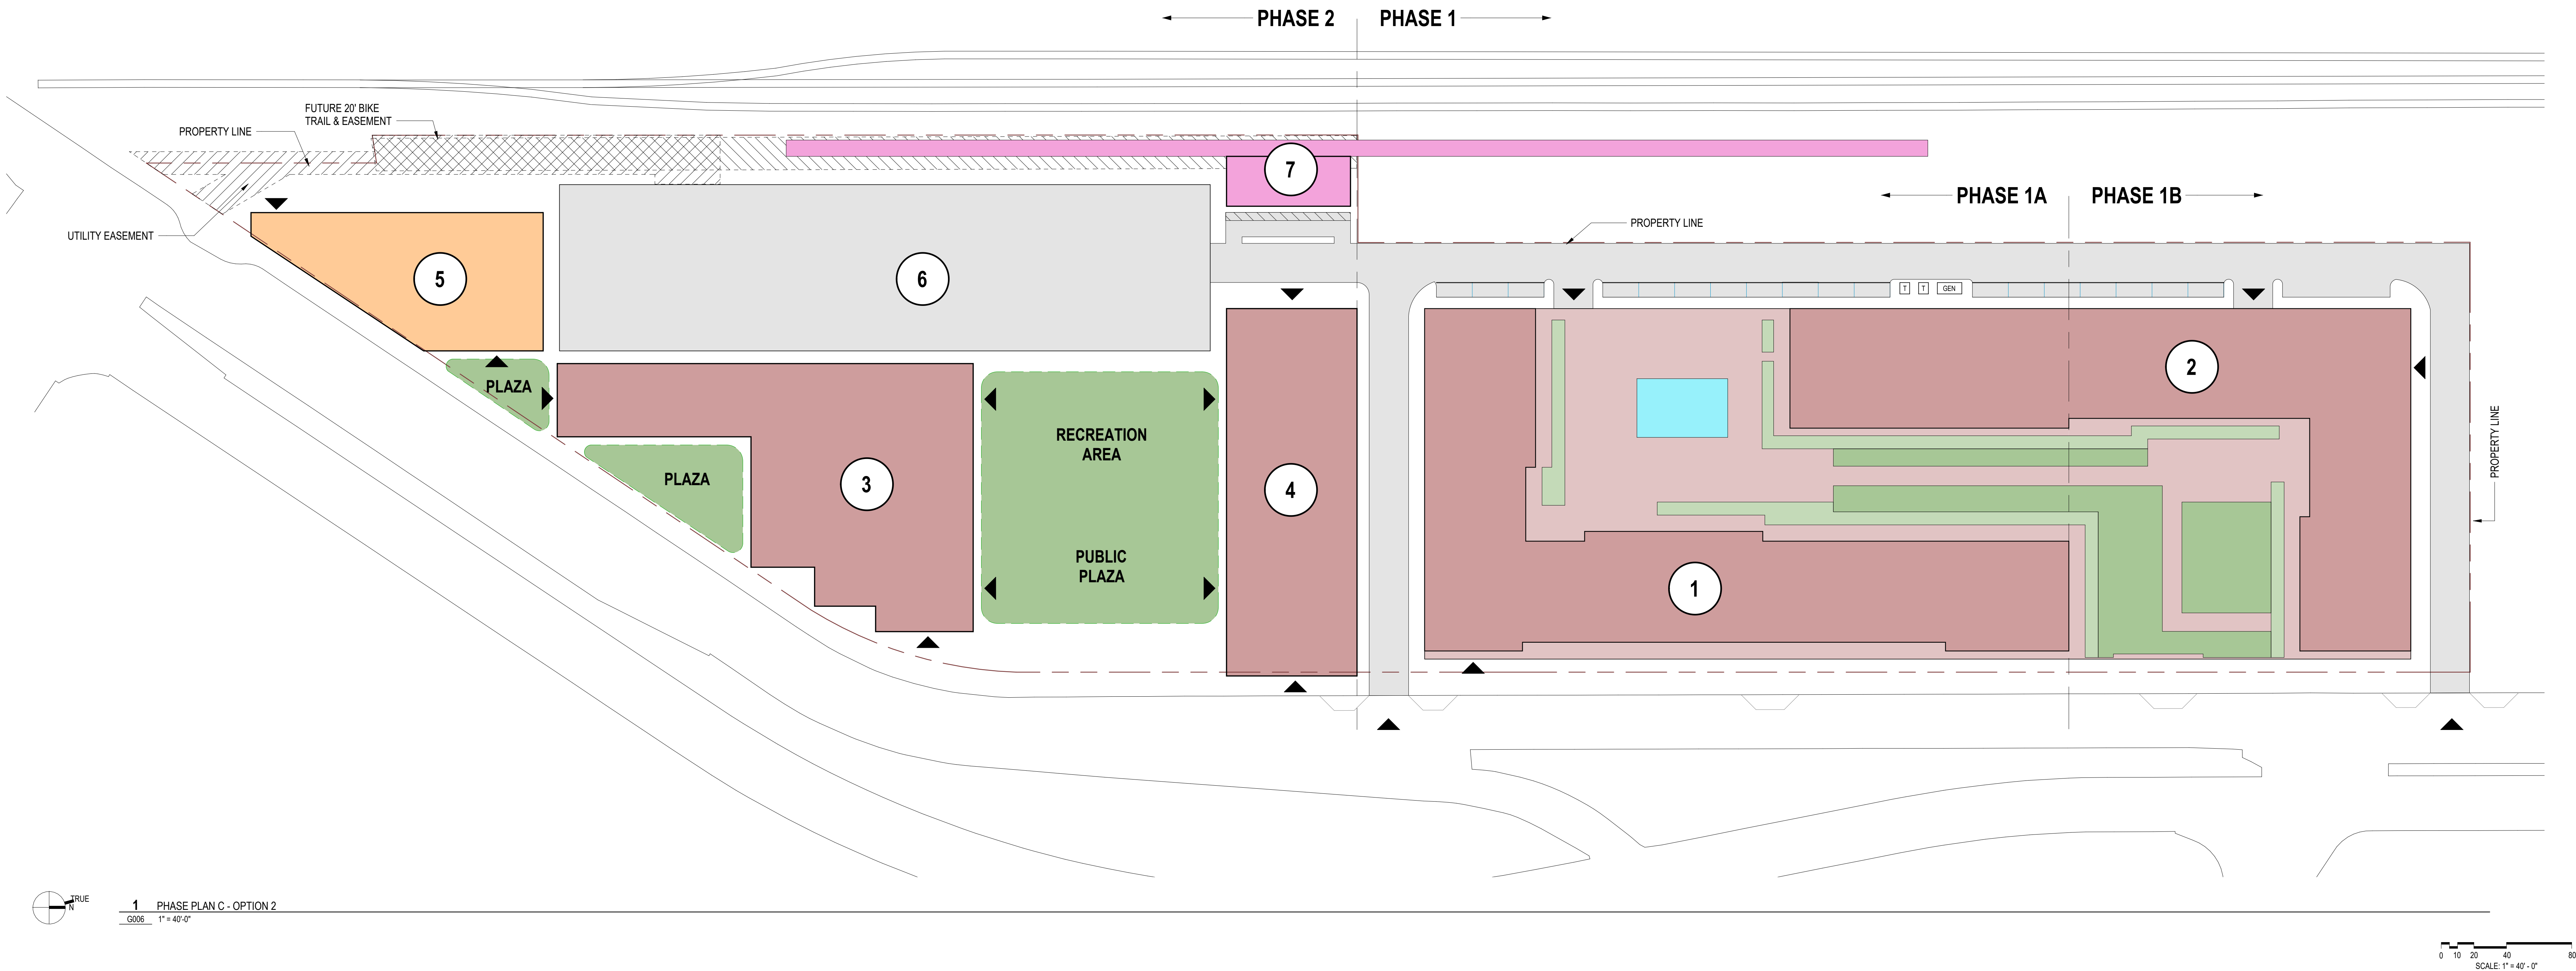 PHASE 2
PHASE 1
FUTURE 20' BIKE
TRAIL & EASEMENT
PROPERTY LINE
UTILITY EASEMENT
7
PHASE 1A
PHASE 1B
PROPERTY LINE
5
6
T
T
GEN
2
PLAZA
RECREATION
AREA
PLAZA
3
4
PUBLIC
PLAZA
1
PROPERTY LINE
TRUE
N
1
PHASE PLAN C - OPTION 2
G006
1" = 40'-0"
0 10 20 40 80
SCALE: 1" = 40' - 0"